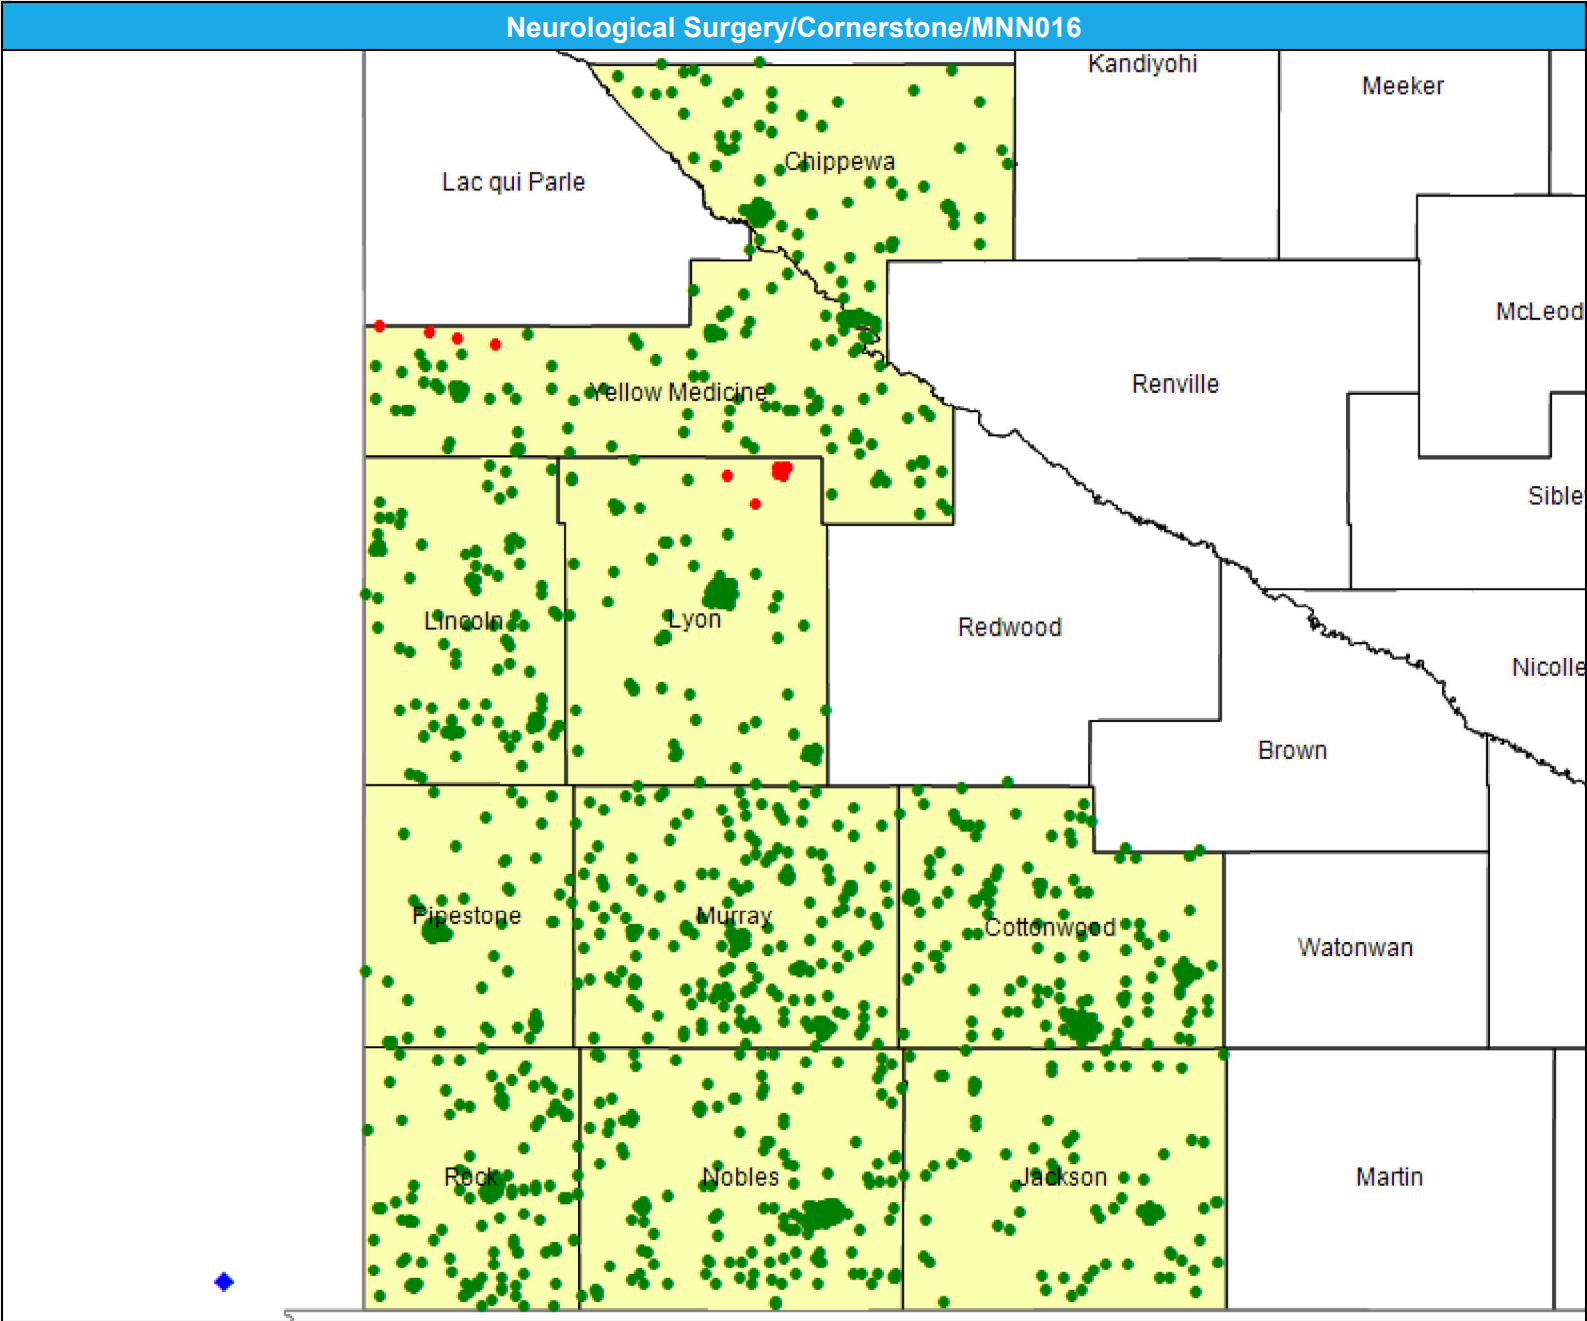 Neurological Surgery/Cornerstone/MNN016
Kandiyohi
Meeker
Chippewa
Lac qui Parle
McLeod
Renville
Yellow Medicine
Sible
Lincoln
Lyon
Redwood
Nicolle
Brown
Pipestone
Murray
Cottonwood
Watonwan
Rock
Nobles
Jackson
Martin